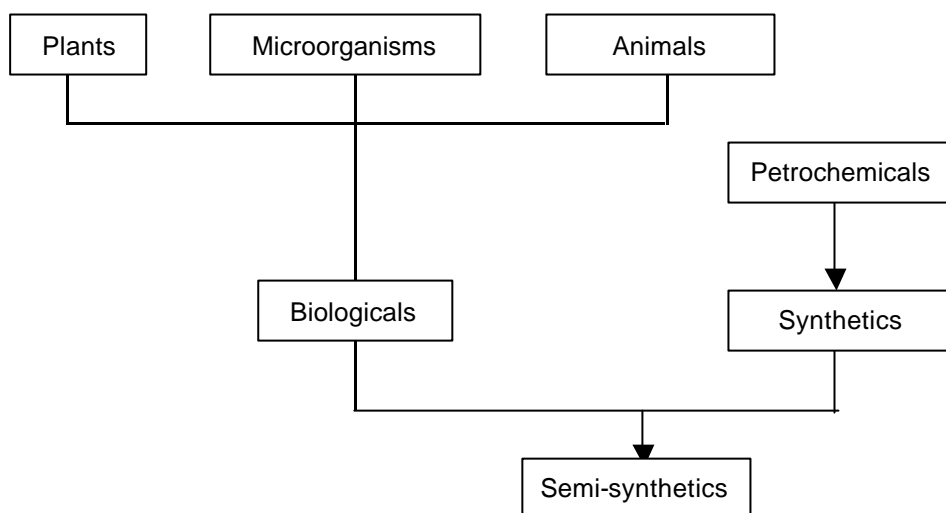 Plants
Microorganisms
Animals
Petrochemicals
Biologicals
Synthetics
Semi-synthetics